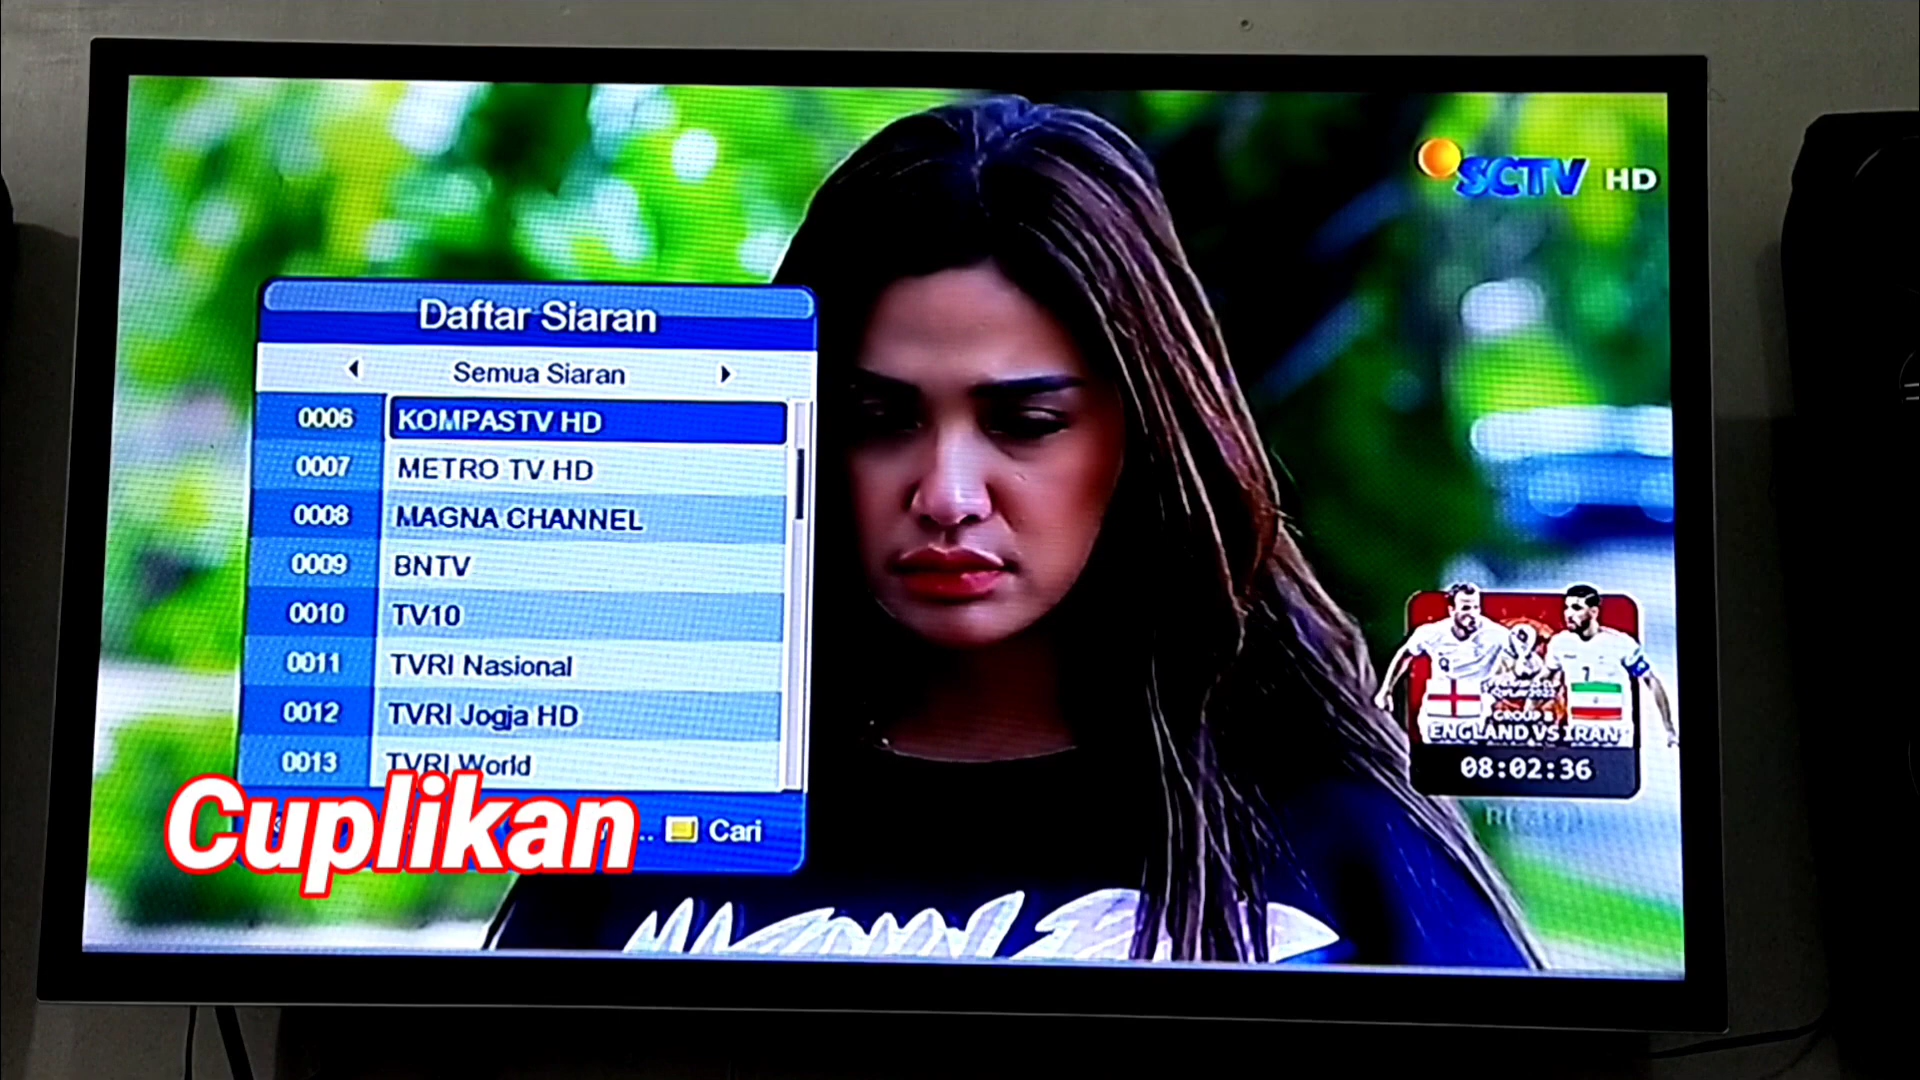 SCTV HD
Daftar Siaran
Semua Siaran
0006 KOMPASTV HD
0007 METRO TV HD
0008 MAGNA CHANNEL
0009 BNTV
0010 TV10
0011 TVRI Nasional
0012 TVRI Jogja HD
0013 TVRI World
Cari
Cuplikan
GROUP B
ENGLAND VS IRAN
08:02:36